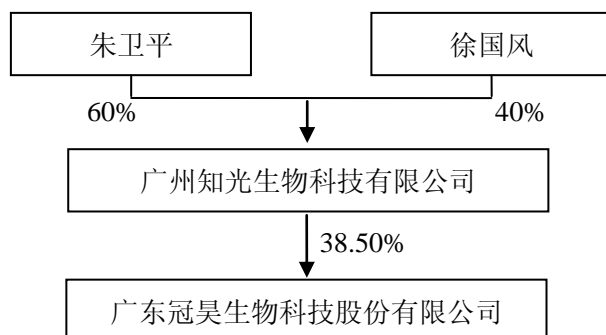 朱卫平
徐国风
60%
40%
广州知光生物科技有限公司
38.50%
广东冠昊生物科技股份有限公司